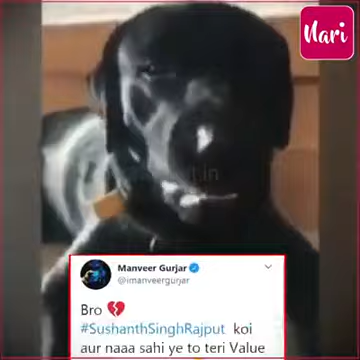 Nari
Manveer Gurjar
@imanveergurjar
Bro 💔
#SushanthSinghRajput koi
aur naaa sahi ye to teri Value